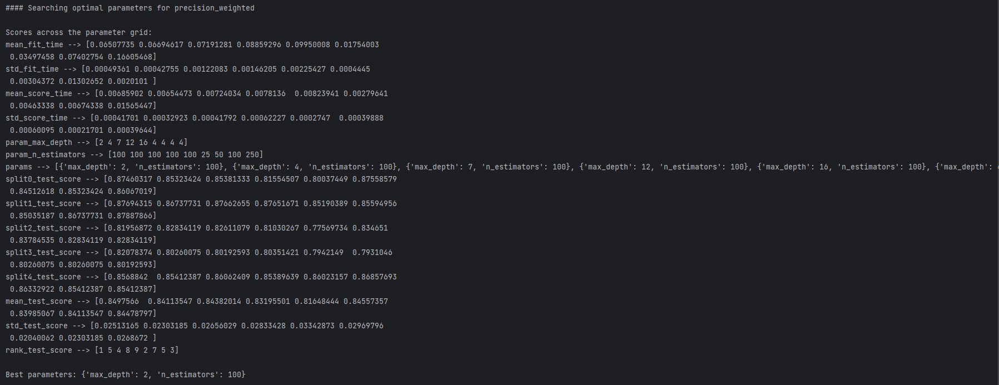 #### Searching optimal parameters for precision_weighted
Scores across the parameter grid:
mean_fit_time --> [0.06507735 0.06694617 0.07191281 0.08859296 0.09950008 0.01754003
 0.03497458 0.07402754 0.16605468]
std_fit_time --> [0.00049361 0.00042755 0.00122083 0.00146205 0.00225427 0.0004445
 0.00304372 0.01302652 0.0020101 ]
mean_score_time --> [0.00685902 0.00654473 0.00724034 0.0078136  0.00823941 0.00279641
 0.00463338 0.00674338 0.01565447]
std_score_time --> [0.00041701 0.00032923 0.00041792 0.00062227 0.0002747  0.00039888
 0.00060095 0.00021701 0.00039644]
param_max_depth --> [2 4 7 12 16 4 4 4 4]
param_n_estimators --> [100 100 100 100 100 25 50 100 250]
params --> [{'max_depth': 2, 'n_estimators': 100}, {'max_depth': 4, 'n_estimators': 100}, {'max_depth': 7, 'n_estimators': 100}, {'max_depth': 12, 'n_estimators': 100}, {'max_depth': 16, 'n_estimators': 100}, {'max_depth':
split0_test_score --> [0.87460317 0.85323424 0.85381333 0.81554507 0.80037449 0.87558579
 0.84512618 0.85323424 0.86067019]
split1_test_score --> [0.87694315 0.86737731 0.87662655 0.87651671 0.85190389 0.85594956
 0.85035187 0.86737731 0.87887866]
split2_test_score --> [0.81956872 0.82834119 0.82611079 0.81030267 0.77569734 0.834651
 0.83784535 0.82834119 0.82834119]
split3_test_score --> [0.82078374 0.80260075 0.80192593 0.80351421 0.7942149  0.7931046
 0.80260075 0.80260075 0.80192593]
split4_test_score --> [0.8568842  0.85412387 0.86062409 0.85389639 0.86023157 0.86857693
 0.86332922 0.85412387 0.85412387]
mean_test_score --> [0.8497566  0.84113547 0.84382014 0.83195501 0.81648444 0.84557357
 0.83985067 0.84113547 0.84478797]
std_test_score --> [0.02513165 0.02303185 0.02656029 0.02833428 0.03342873 0.02969796
 0.02040062 0.02303185 0.0268672 ]
rank_test_score --> [1 5 4 8 9 2 7 5 3]
Best parameters: {'max_depth': 2, 'n_estimators': 100}